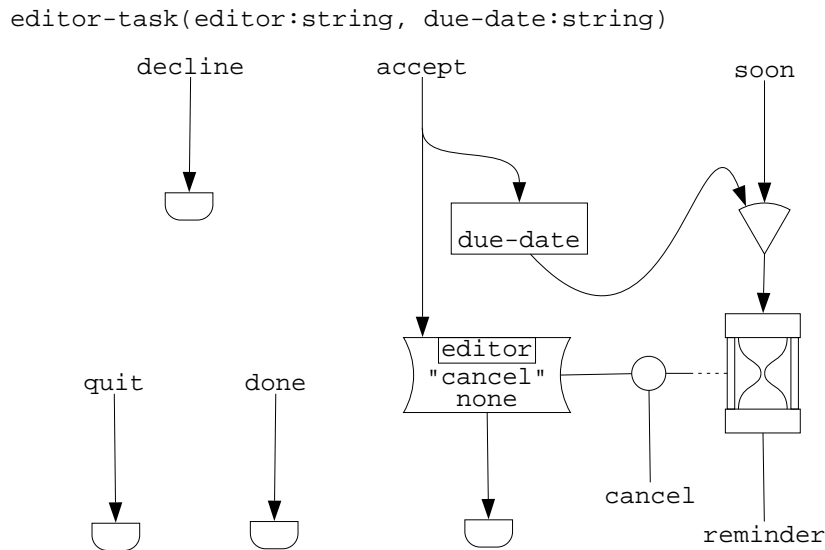 editor-task(editor:string, due-date:string)
decline
accept
soon
due-date
editor
"cancel"
none
quit
done
cancel
reminder